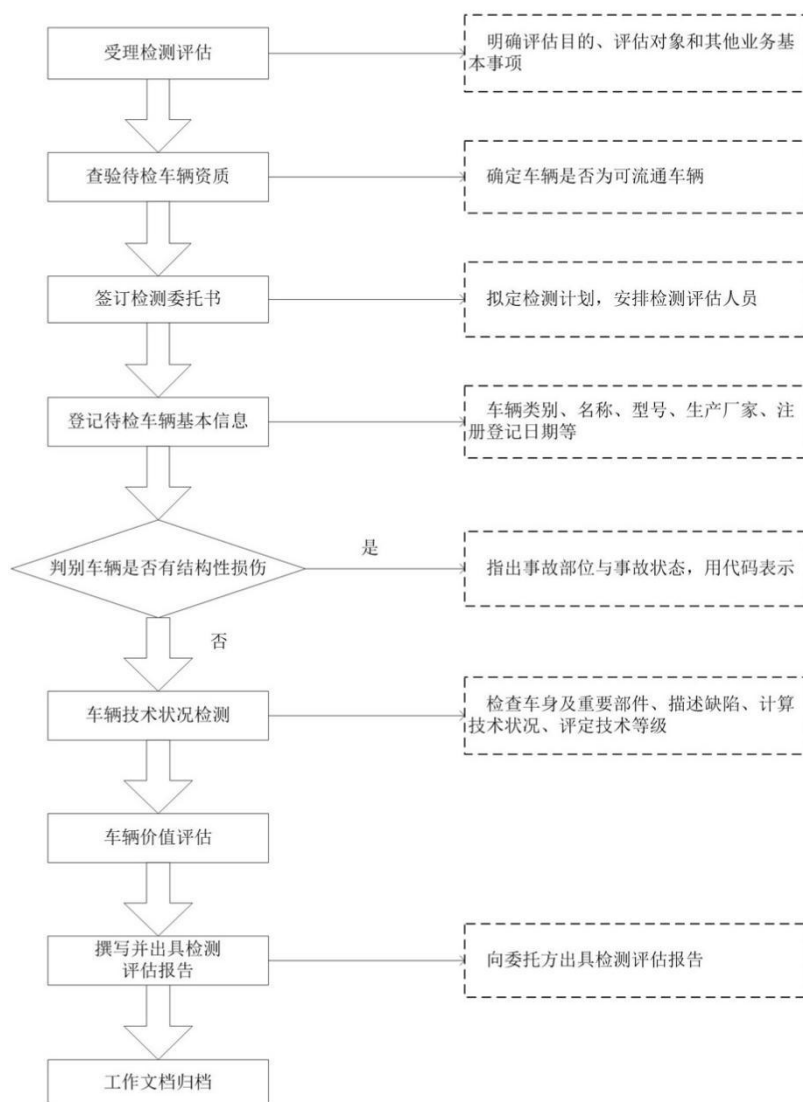 受理检测评估
明确评估目的、评估对象和其他业务基
本事项
查验待检车辆资质
确定车辆是否为可流通车辆
签订检测委托书
拟定检测计划，安排检测评估人员
登记待检车辆基本信息
车辆类别、名称、型号、生产厂家、注
册登记日期等
判别车辆是否有结构性损伤
是
指出事故部位与事故状态，用代码表示
否
车辆技术状况检测
检查车身及重要部件、描述缺陷、计算
技术状况、评定技术等级
车辆价值评估
撰写并出具检测
评估报告
向委托方出具检测评估报告
工作文档归档